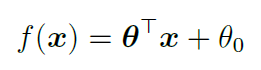 f(x) = θ⊤x + θ₀